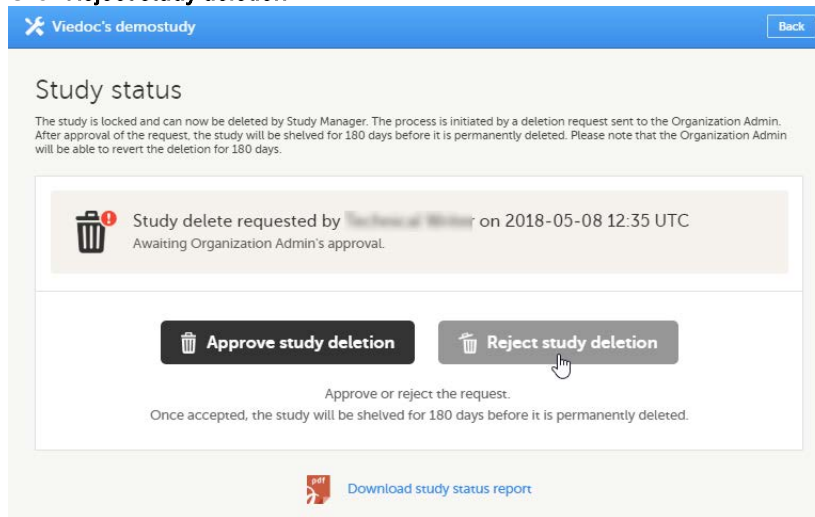 Viedoc's demostudy
Back
Study status
The study is locked and can now be deleted by Study Manager. The process is initiated by a deletion request sent to the Organization Admin.
After approval of the request, the study will be shelved for 180 days before it is permanently deleted. Please note that the Organization Admin
will be able to revert the deletion for 180 days.
Study delete requested by on 2018-05-08 12:35 UTC
Awaiting Organization Admin's approval.
Approve study deletion
Reject study deletion
Approve or reject the request.
Once accepted, the study will be shelved for 180 days before it is permanently deleted.
pdf
Download study status report